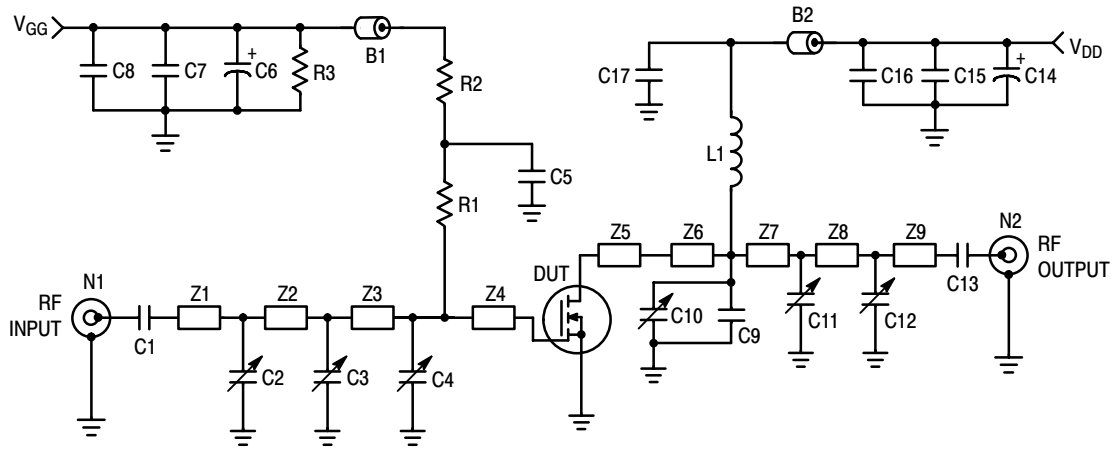 VGG
C8
C7
+
C6
R3
B1
R2
C5
R1
N1
RF
INPUT
C1
Z1
Z2
Z3
C2
C3
C4
Z4
DUT
Z5
Z6
C10
C9
L1
C17
B2
C16
C15
+
C14
VDD
Z7
Z8
Z9
C11
C12
C13
N2
RF
OUTPUT